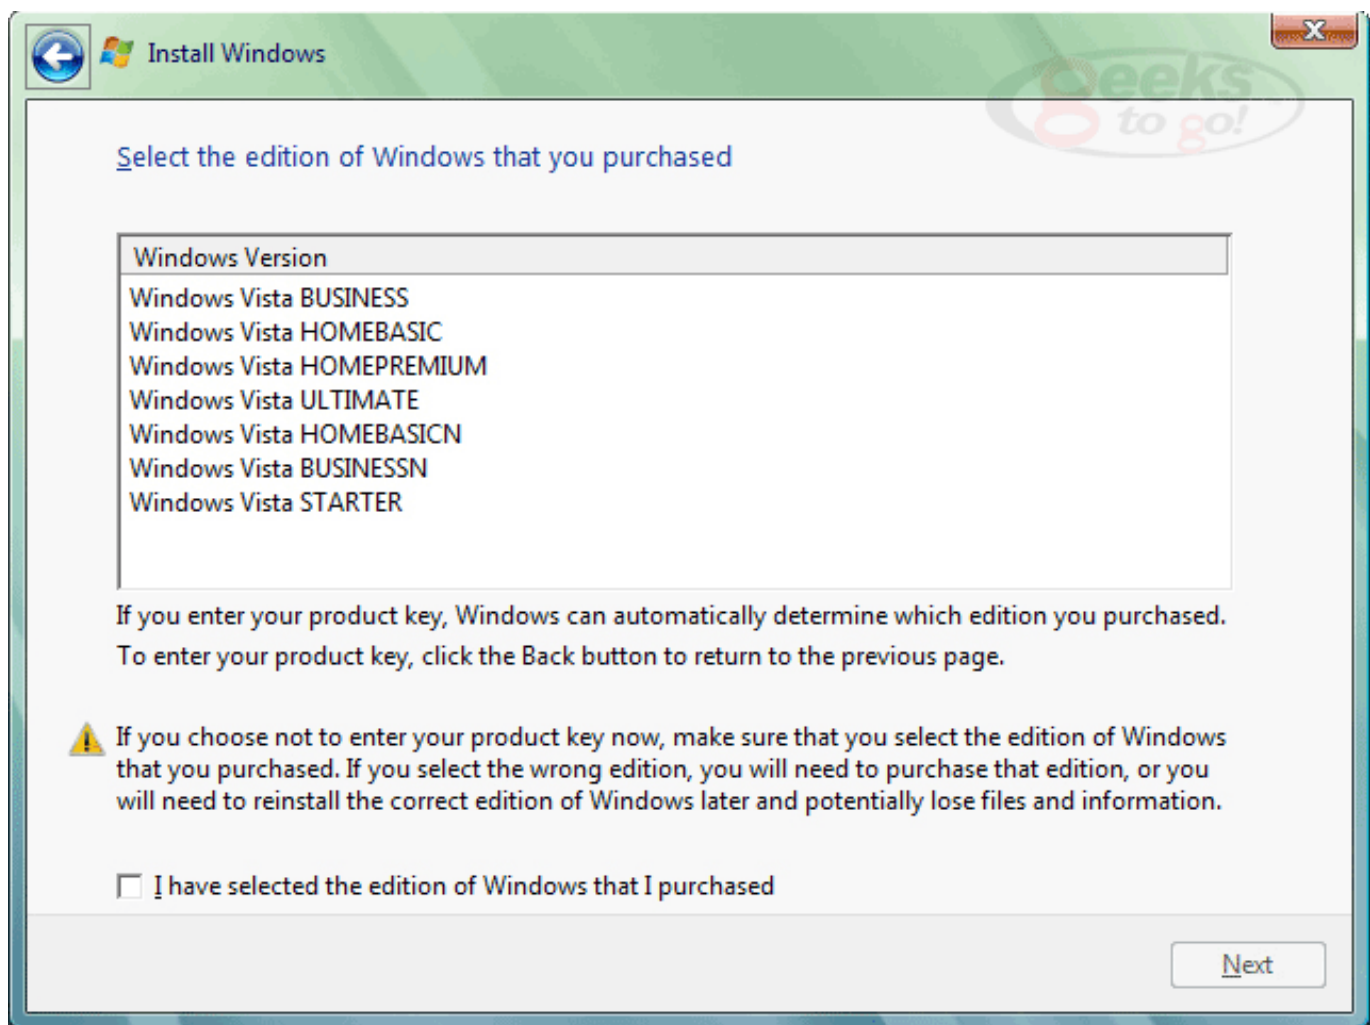 Install Windows
geeks
to go!
Select the edition of Windows that you purchased
Windows Version
Windows Vista BUSINESS
Windows Vista HOMEBASIC
Windows Vista HOMEPREMIUM
Windows Vista ULTIMATE
Windows Vista HOMEBASICN
Windows Vista BUSINESSN
Windows Vista STARTER
If you enter your product key, Windows can automatically determine which edition you purchased.
To enter your product key, click the Back button to return to the previous page.
If you choose not to enter your product key now, make sure that you select the edition of Windows
that you purchased. If you select the wrong edition, you will need to purchase that edition, or you
will need to reinstall the correct edition of Windows later and potentially lose files and information.
I have selected the edition of Windows that I purchased
Next